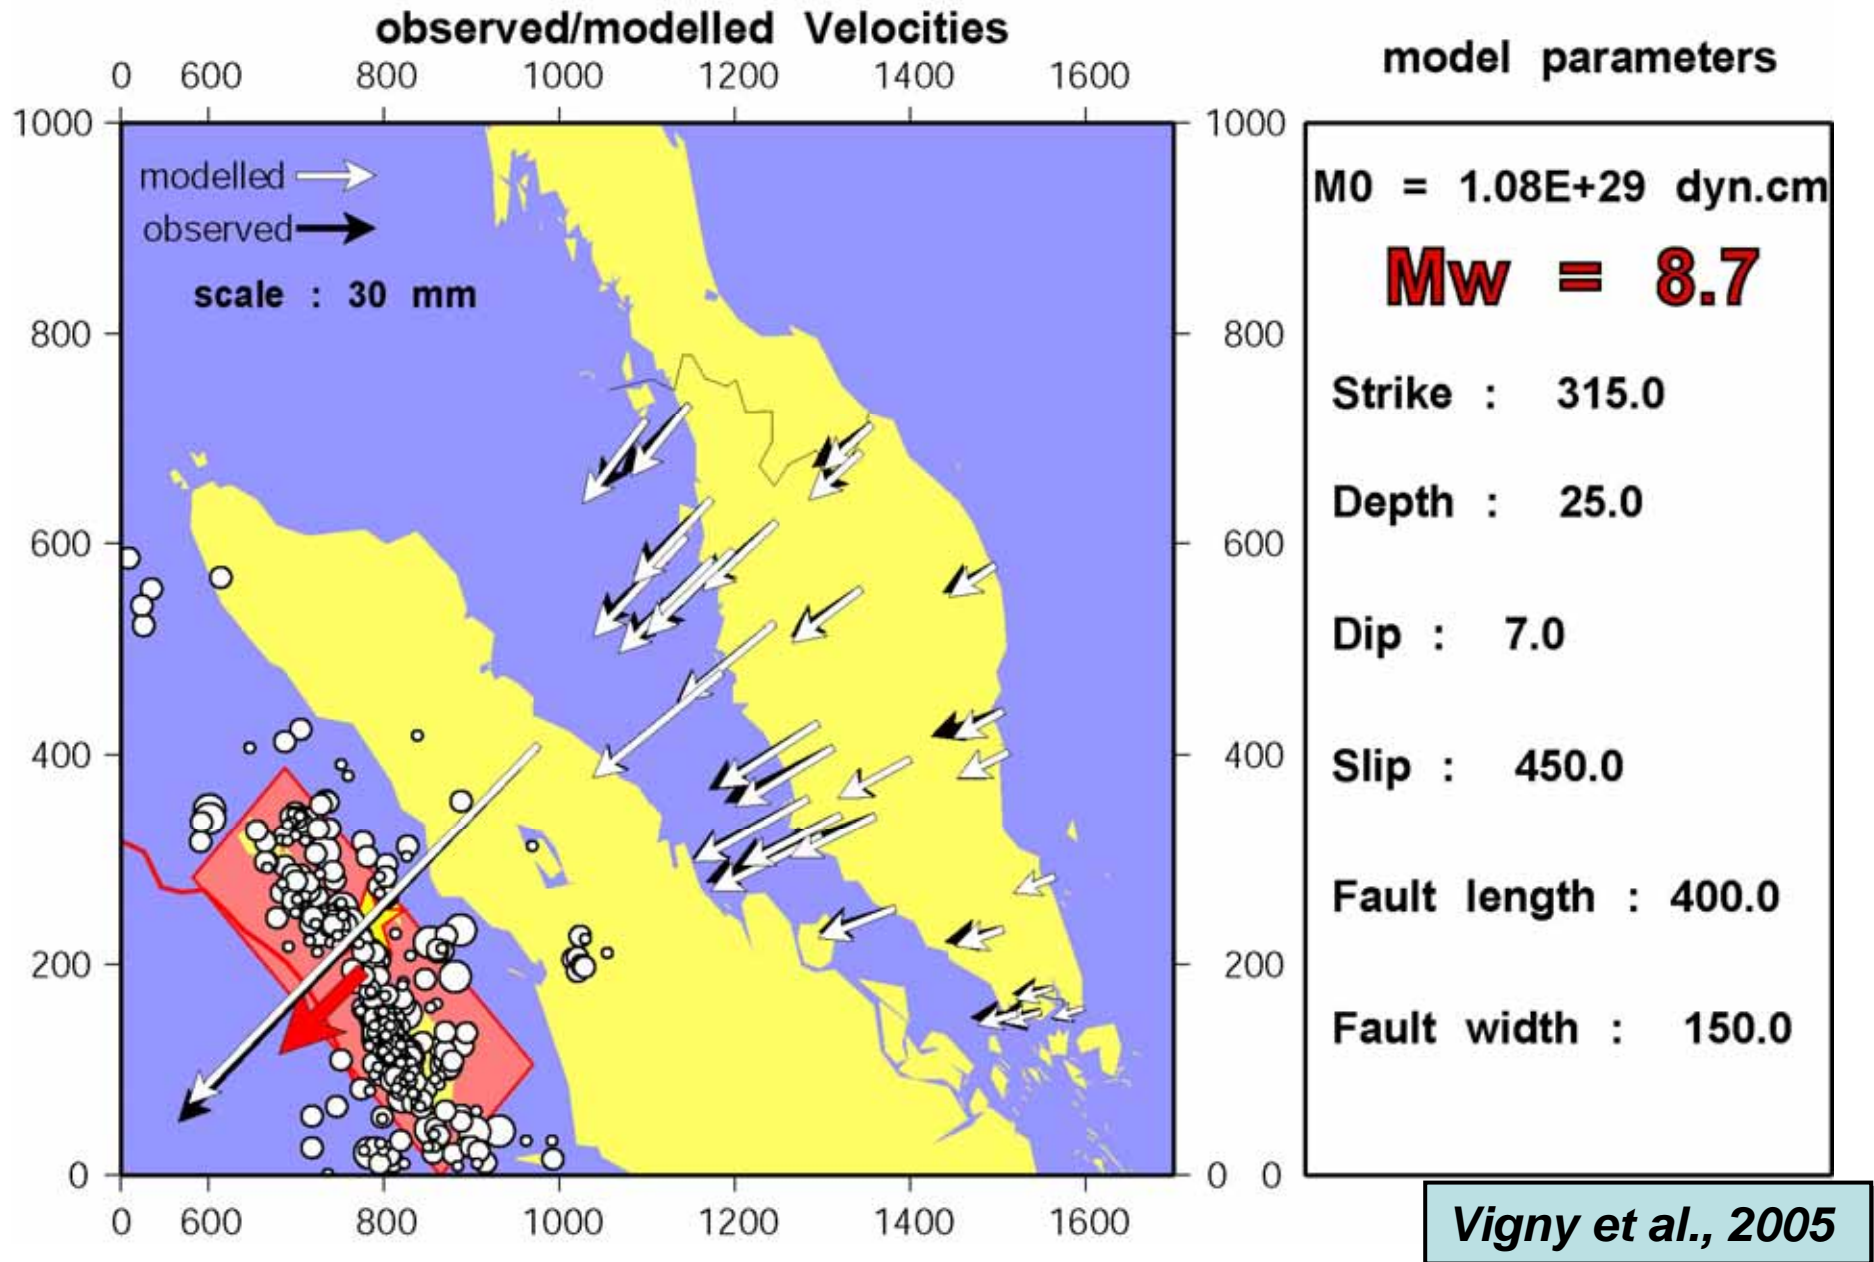 observed/modelled Velocities
0 600 800 1000 1200 1400 1600
1000
800
600
400
200
0
modelled
observed
scale : 30 mm
1000
800
600
400
200
0 0
0 600 800 1000 1200 1400 1600
model parameters
M0 = 1.08E+29 dyn.cm
Mw = 8.7
Strike : 315.0
Depth : 25.0
Dip : 7.0
Slip : 450.0
Fault length : 400.0
Fault width : 150.0
Vigny et al., 2005